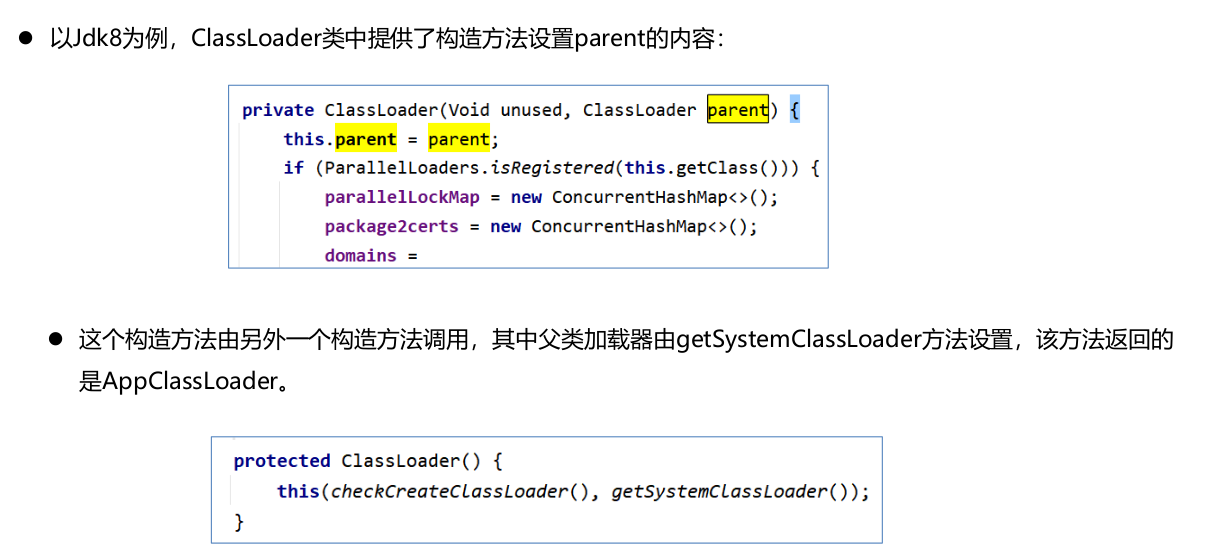 ● 以Jdk8为例，ClassLoader类中提供了构造方法设置parent的内容：
private ClassLoader(Void unused, ClassLoader parent) {
    this.parent = parent;
    if (ParallelLoaders.isRegistered(this.getClass())) {
        parallelLockMap = new ConcurrentHashMap<>();
        package2certs = new ConcurrentHashMap<>();
        domains =
● 这个构造方法由另外一个构造方法调用，其中父类加载器由getSystemClassLoader方法设置，该方法返回的
是AppClassLoader。
protected ClassLoader() {
    this(checkCreateClassLoader(), getSystemClassLoader());
}